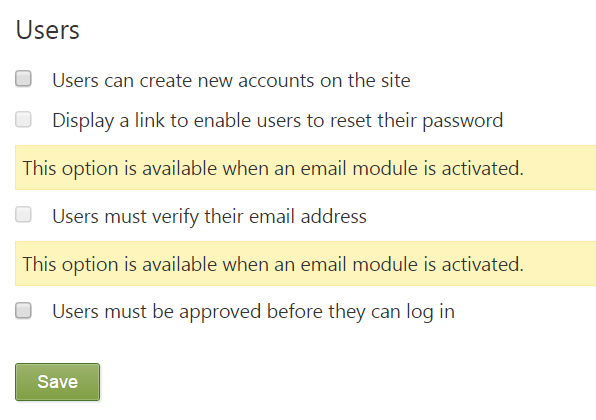 Users
Users can create new accounts on the site
Display a link to enable users to reset their password
This option is available when an email module is activated.
Users must verify their email address
This option is available when an email module is activated.
Users must be approved before they can log in
Save